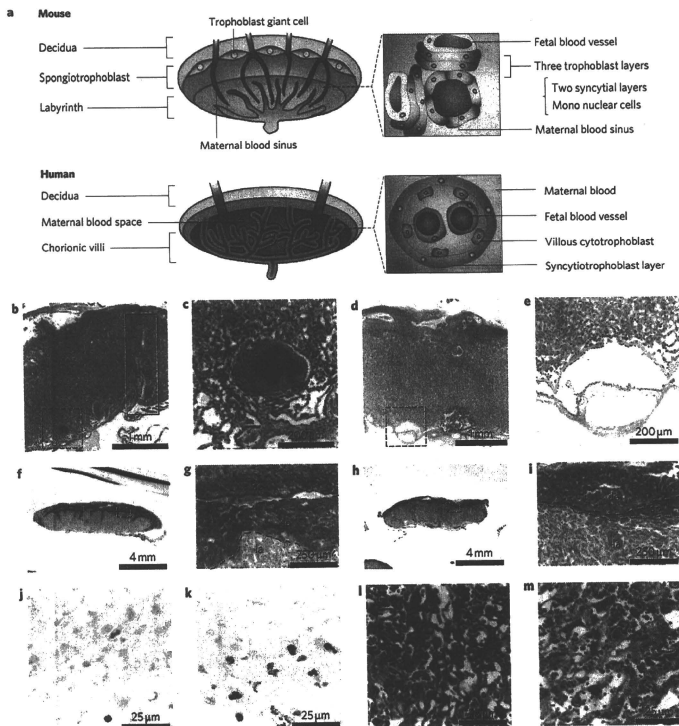 a
Mouse
Trophoblast giant cell
Decidua
Spongiotrophoblast
Labyrinth
Maternal blood sinus
Fetal blood vessel
Three trophoblast layers
Two syncytial layers
Mono nuclear cells
Maternal blood sinus
Human
Decidua
Maternal blood space
Chorionic villi
Maternal blood
Fetal blood vessel
Villous cytotrophoblast
Syncytiotrophoblast layer
b
1mm
c
d
e
200 µm
f
4mm
g
h
4mm
i
j
25µm
k
25µm
l
m